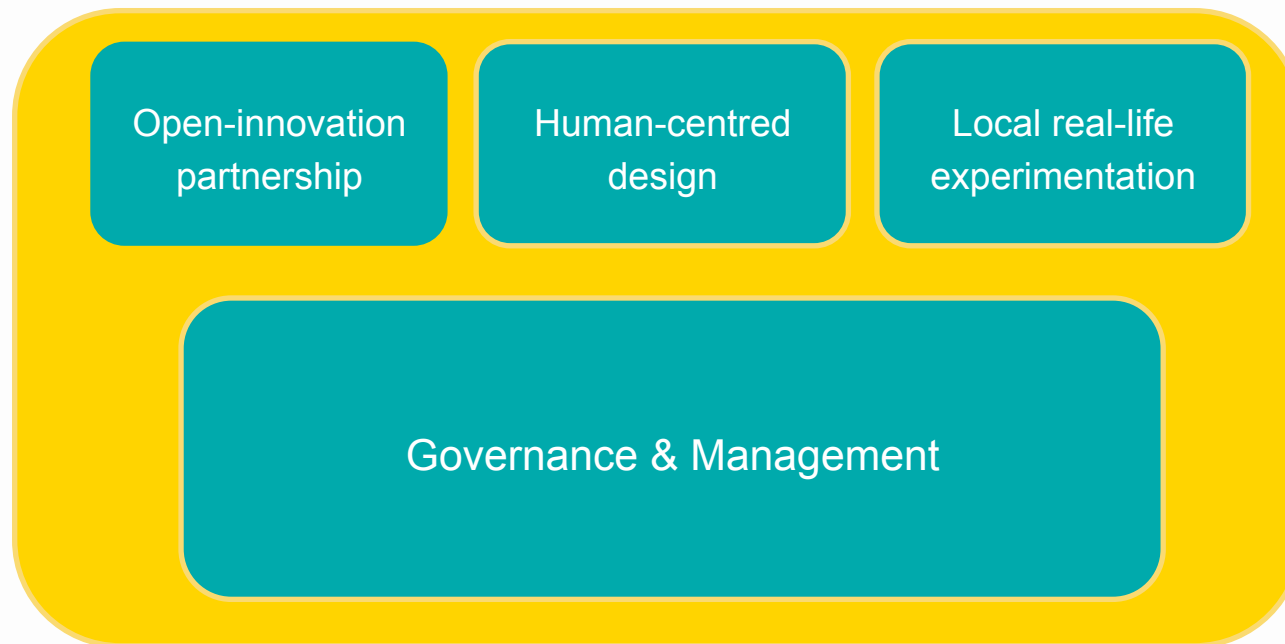 Open-innovation
partnership
Human-centred
design
Local real-life
experimentation
Governance & Management